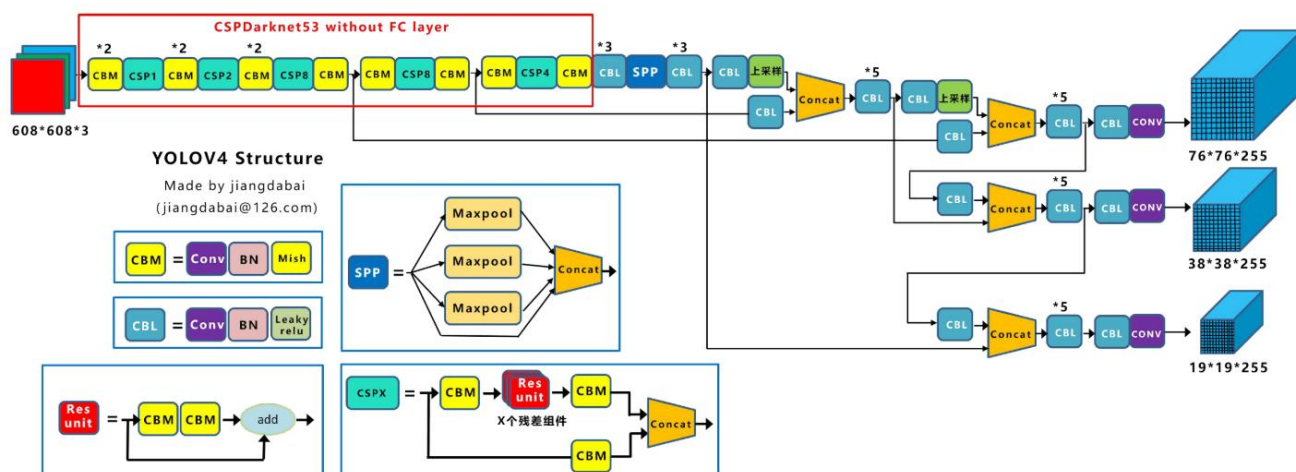 CSPDarknet53 without FC layer
*2
*2
*2
*3
*3
CBM
CSP1
CBM
CSP2
CBM
CSP8
CBM
CBM
CSP8
CBM
CBM
CSP4
CBM
CBL
SPP
CBL
CBL
上采样
CBL
Concat
*5
CBL
CBL
上采样
CBL
Concat
*5
CBL
CBL
CONV
608*608*3
76*76*255
YOLOV4 Structure
Made by jiangdabai
(jiangdabai@126.com)
CBL
Concat
*5
CBL
CBL
CONV
38*38*255
CBM
=
Conv
BN
Mish
SPP
=
Maxpool
Maxpool
Maxpool
Concat
CBL
=
Conv
BN
Leaky
relu
CBL
Concat
*5
CBL
CBL
CONV
19*19*255
Res
unit
=
CBM
CBM
add
CSPX
=
CBM
Res
unit
CBM
X个残差组件
CBM
Concat